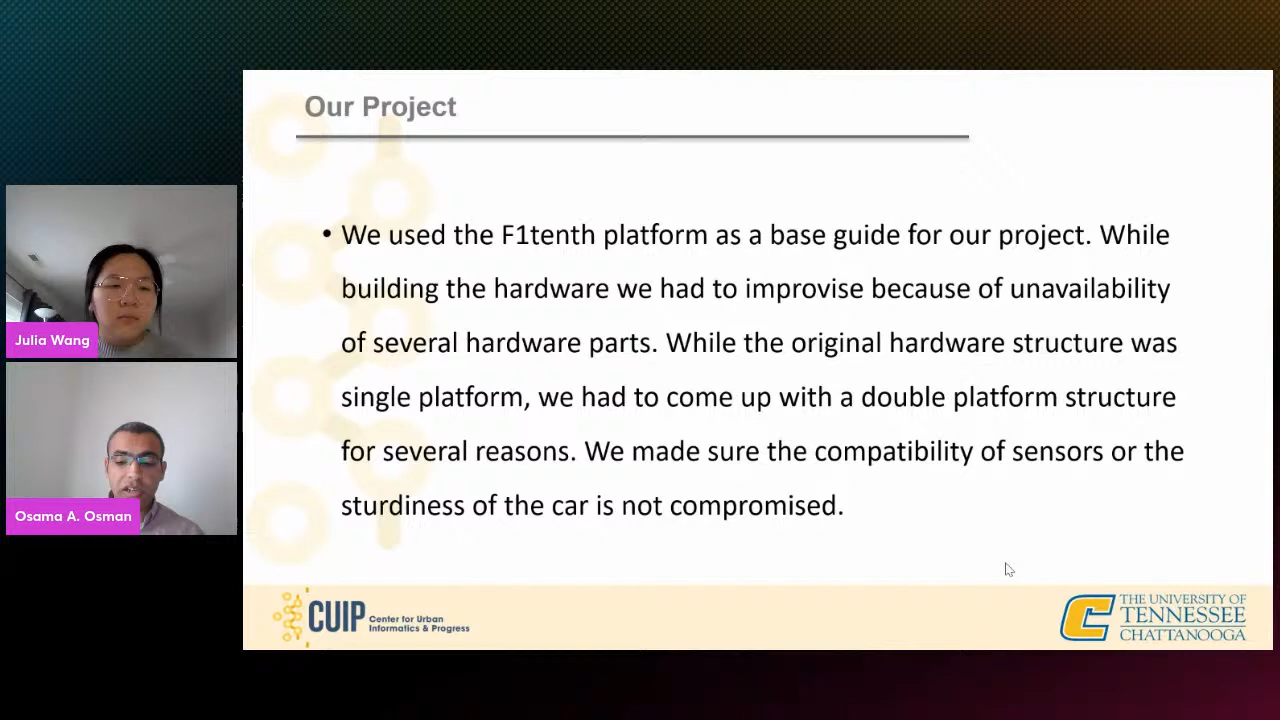 Our Project
• We used the F1tenth platform as a base guide for our project. While
building the hardware we had to improvise because of unavailability
of several hardware parts. While the original hardware structure was
single platform, we had to come up with a double platform structure
for several reasons. We made sure the compatibility of sensors or the
sturdiness of the car is not compromised.
Julia Wang
Osama A. Osman
CUIP Center for Urban
Informatics & Progress
C
THE UNIVERSITY OF
TENNESSEE
CHATTANOOGA